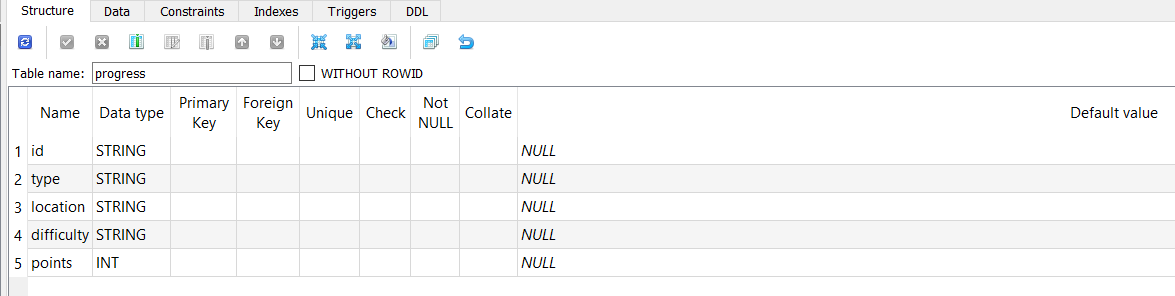 Structure Data Constraints Indexes Triggers DDL
Table name: progress WITHOUT ROWID
Name Data type Primary Key Foreign Key Unique Check Not NULL Collate Default value
1 id STRING NULL
2 type STRING NULL
3 location STRING NULL
4 difficulty STRING NULL
5 points INT NULL